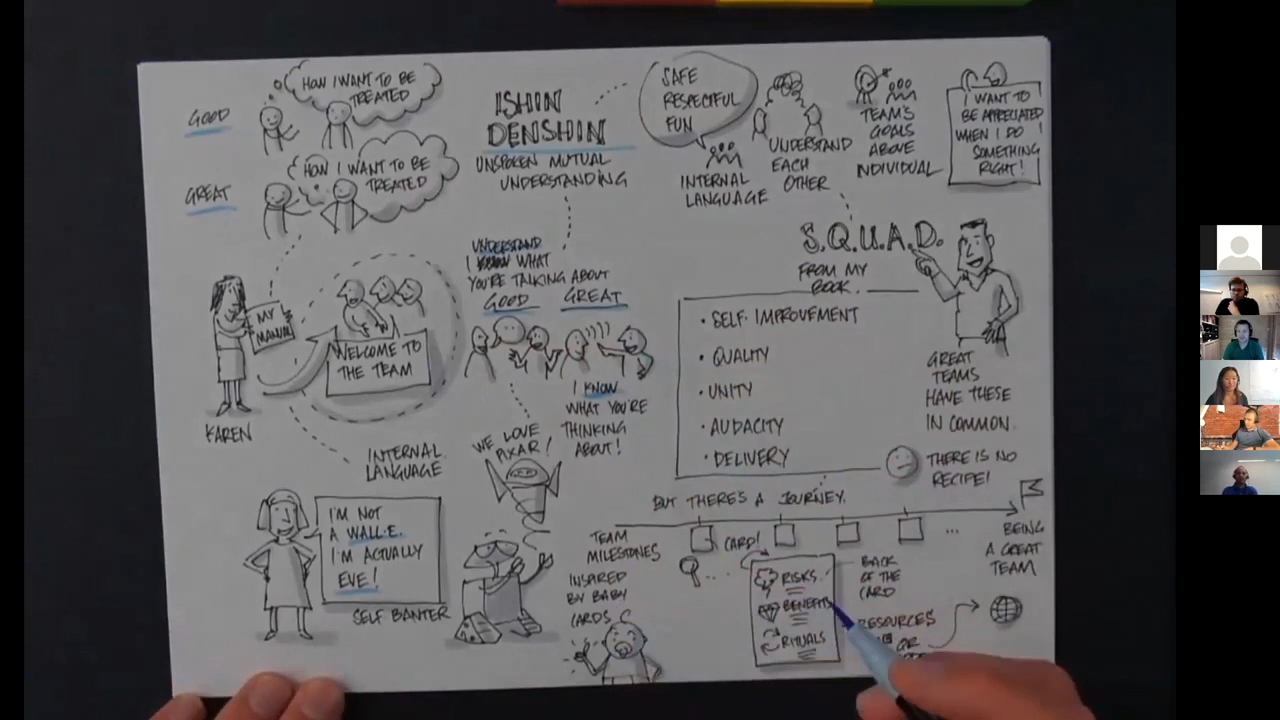 GOOD
HOW I WANT TO BE
TREATED
GREAT
HOW I WANT TO BE
TREATED
ISHIN
DENSHIN
UNSPOKEN MUTUAL
UNDERSTANDING
SAFE
RESPECTFUL
FUN
INTERNAL
LANGUAGE
UNDERSTAND
EACH
OTHER
TEAM'S
GOALS
ABOVE
INDIVIDUAL
I WANT TO
BE APPRECIATED
WHEN I DO
SOMETHING
RIGHT!
MY
MANUAL
WELCOME TO
THE TEAM
KAREN
INTERNAL
LANGUAGE
UNDERSTAND
I KNOW WHAT
YOU'RE TALKING ABOUT
GOOD
GREAT
I KNOW
WHAT YOU'RE
THINKING
ABOUT!
S.Q.U.A.D.
FROM MY
BOOK
• SELF-IMPROVEMENT
• QUALITY
• UNITY
• AUDACITY
• DELIVERY
GREAT
TEAMS
HAVE THESE
IN COMMON.
THERE IS NO
RECIPE!
I'M NOT
A WALL-E.
I'M ACTUALLY
EVE!
SELF BANTER
WE LOVE
PIXAR!
BUT THERE'S A JOURNEY.
TEAM
MILESTONES
INSPIRED
BY BABY
CARDS
CARD!
...
BEING
A GREAT
TEAM
RISKS!
BENEFITS
RITUALS
BACK
OF THE
CARD
RESOURCES
OR